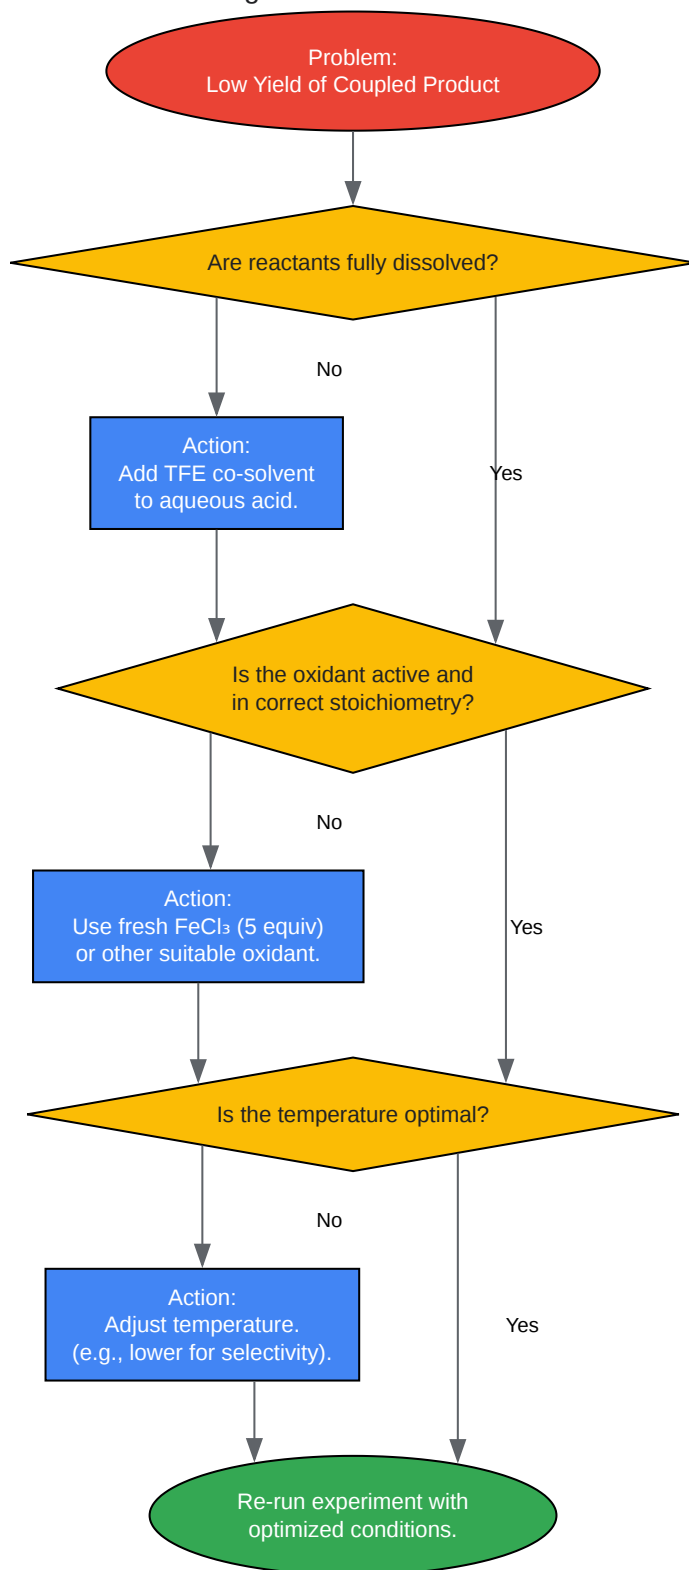 Problem:
Low Yield of Coupled Product
Are reactants fully dissolved?
No
Action:
Add TFE co-solvent
to aqueous acid.
Yes
Is the oxidant active and
in correct stoichiometry?
No
Action:
Use fresh FeCl₃ (5 equiv)
or other suitable oxidant.
Yes
Is the temperature optimal?
No
Action:
Adjust temperature.
(e.g., lower for selectivity).
Yes
Re-run experiment with
optimized conditions.